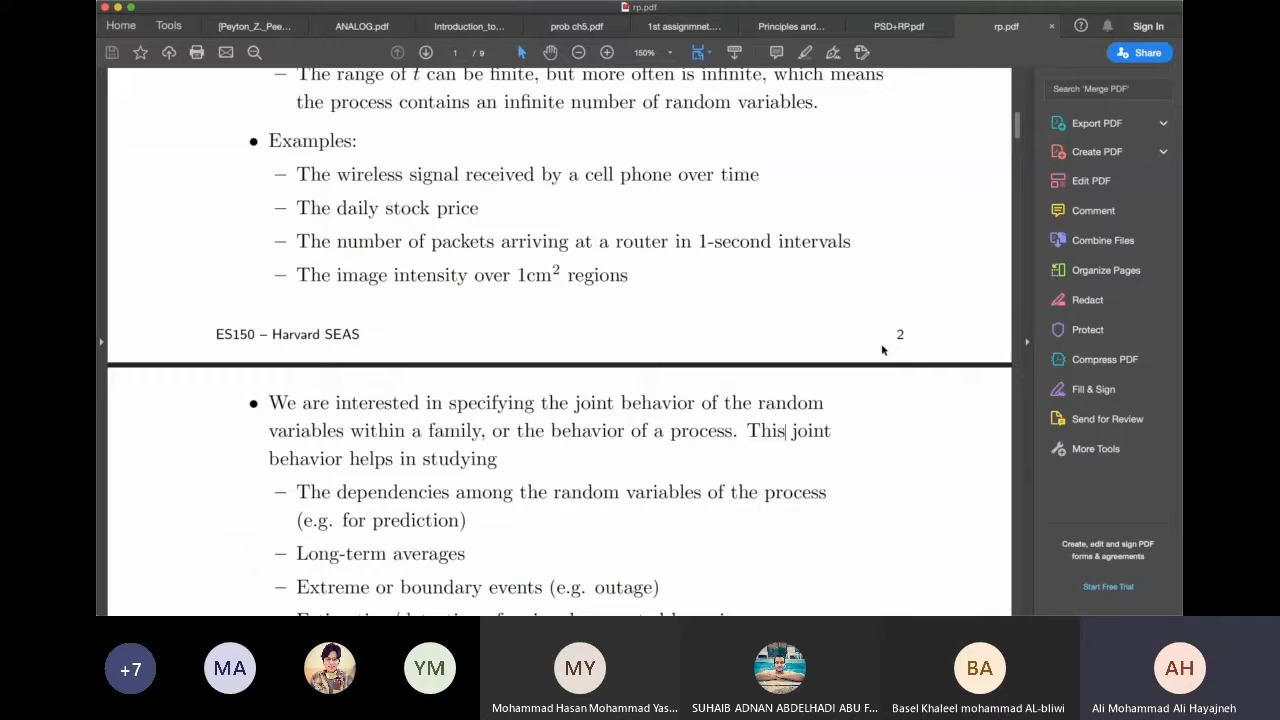 rp.pdf
Home
Tools
[Peyton_Z._Pee...
ANALOG.pdf
Introduction_to...
prob ch5.pdf
1st assignmnet....
Principles and...
PSD+RP.pdf
rp.pdf
×
Sign In
1 / 9
150%
Share
– The range of t can be finite, but more often is infinite, which means
the process contains an infinite number of random variables.
• Examples:
– The wireless signal received by a cell phone over time
– The daily stock price
– The number of packets arriving at a router in 1-second intervals
– The image intensity over 1cm² regions
ES150 – Harvard SEAS
2
• We are interested in specifying the joint behavior of the random
variables within a family, or the behavior of a process. This joint
behavior helps in studying
– The dependencies among the random variables of the process
(e.g. for prediction)
– Long-term averages
– Extreme or boundary events (e.g. outage)
Search 'Merge PDF'
Export PDF
Create PDF
Edit PDF
Comment
Combine Files
Organize Pages
Redact
Protect
Compress PDF
Fill & Sign
Send for Review
More Tools
Create, edit and sign PDF
forms & agreements
Start Free Trial
+7
MA
YM
MY
BA
AH
Mohammad Hasan Mohammad Yas...
SUHAIB ADNAN ABDELHADI ABU F...
Basel Khaleel mohammad AL-bliwi
Ali Mohammad Ali Hayajneh